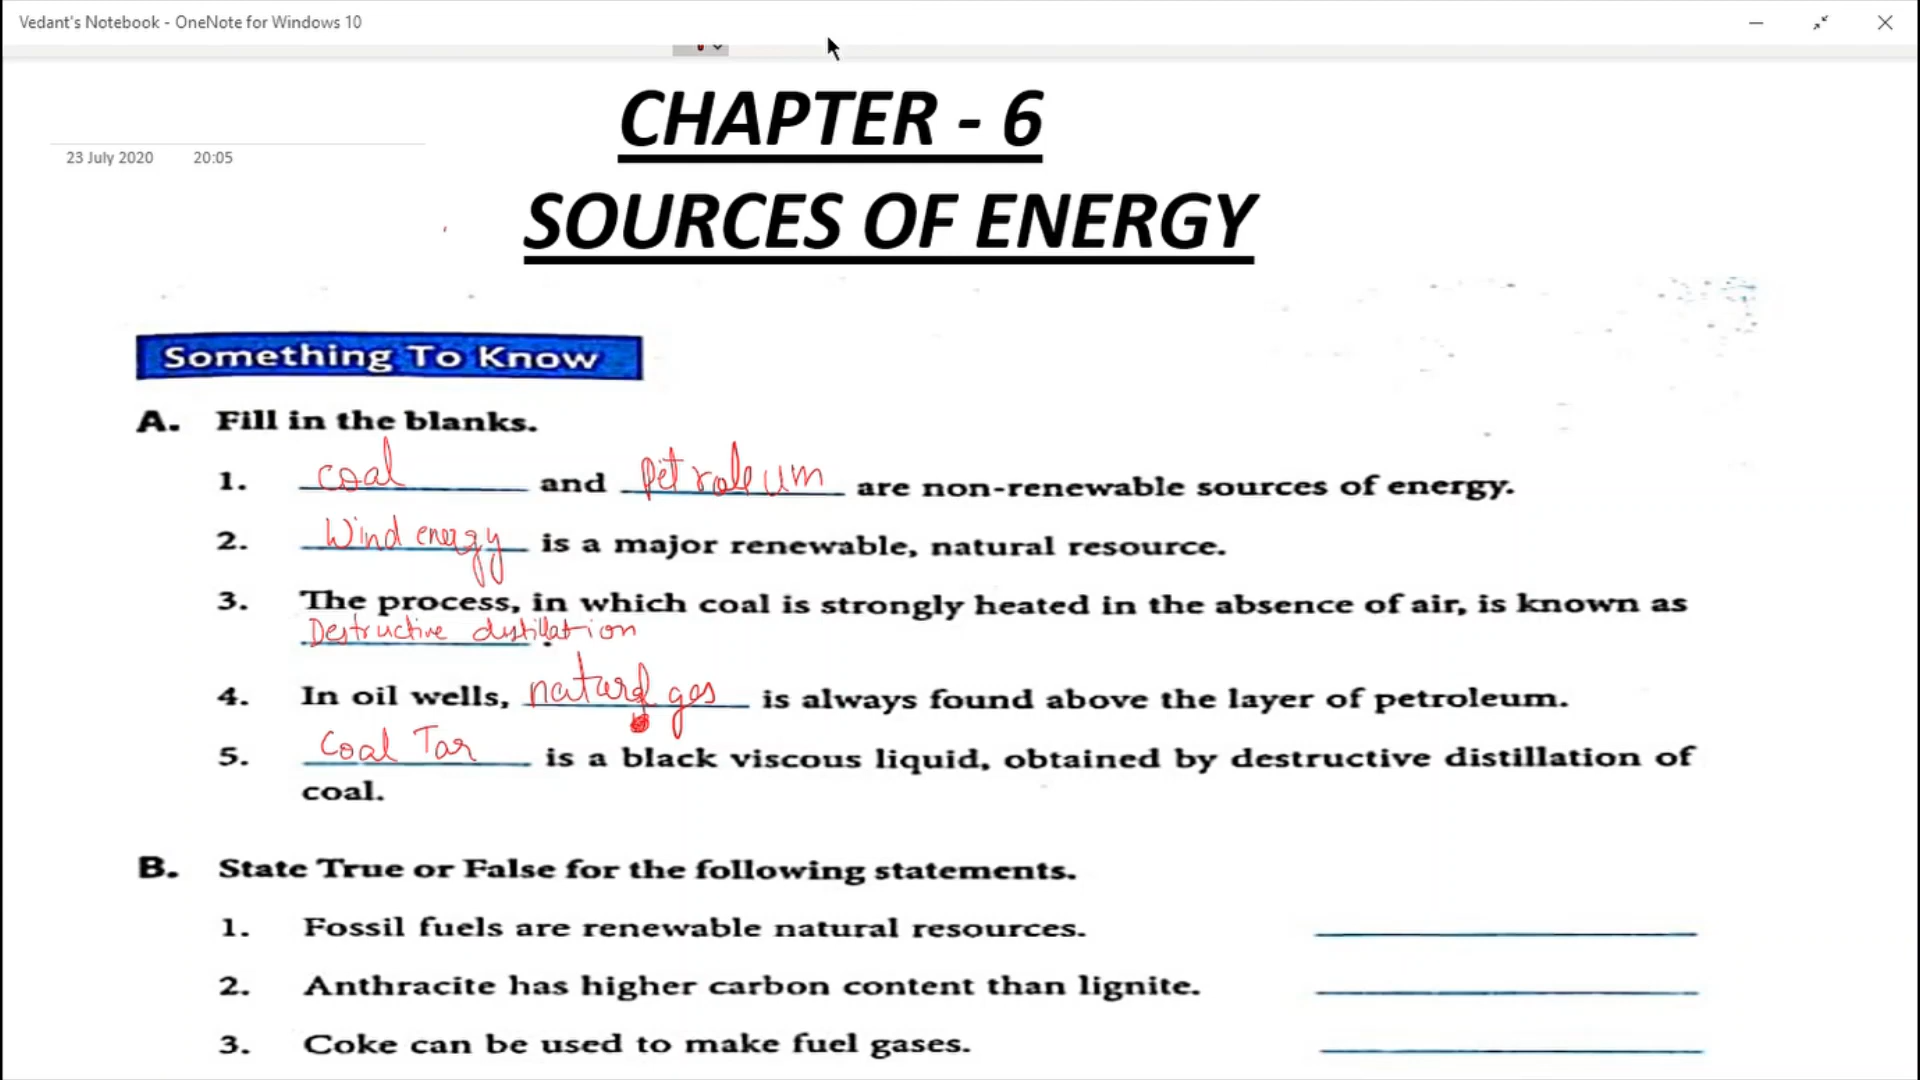 Vedant's Notebook - OneNote for Windows 10
CHAPTER - 6
23 July 2020 20:05
SOURCES OF ENERGY
Something To Know
A. Fill in the blanks.
1. coal and Petroleum are non-renewable sources of energy.
2. Wind energy is a major renewable, natural resource.
3. The process, in which coal is strongly heated in the absence of air, is known as
Destructive distillation.
4. In oil wells, natural gas is always found above the layer of petroleum.
5. Coal Tar is a black viscous liquid, obtained by destructive distillation of
coal.
B. State True or False for the following statements.
1. Fossil fuels are renewable natural resources.
2. Anthracite has higher carbon content than lignite.
3. Coke can be used to make fuel gases.